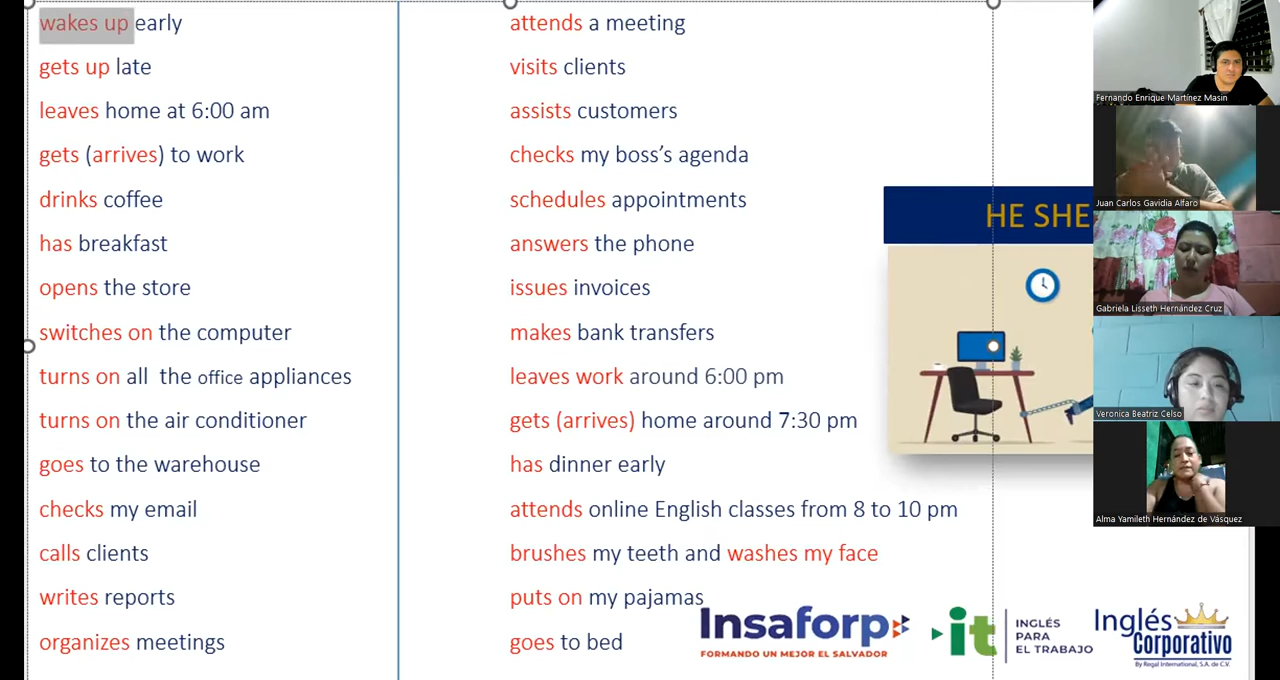 wakes up early
gets up late
leaves home at 6:00 am
gets (arrives) to work
drinks coffee
has breakfast
opens the store
switches on the computer
turns on all the office appliances
turns on the air conditioner
goes to the warehouse
checks my email
calls clients
writes reports
organizes meetings
attends a meeting
visits clients
assists customers
checks my boss's agenda
schedules appointments
answers the phone
issues invoices
makes bank transfers
leaves work around 6:00 pm
gets (arrives) home around 7:30 pm
has dinner early
attends online English classes from 8 to 10 pm
brushes my teeth and washes my face
puts on my pajamas
goes to bed
HE SHE
Insaforp
FORMANDO UN MEJOR EL SALVADOR
it
INGLÉS
PARA
EL TRABAJO
Inglés
Corporativo
By Regal International, S.A. de C.V.
Fernando Enrique Martínez Masin
Juan Carlos Gavidia Alfaro
Gabriela Lisseth Hernández Cruz
Veronica Beatriz Celso
Alma Yamileth Hernández de Vásquez